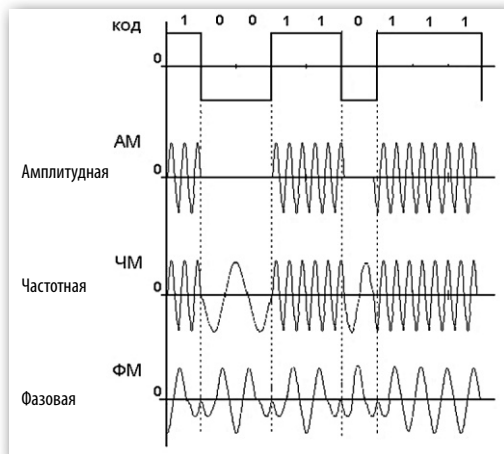 код 1 0 0 1 1 0 1 1 1
0
АМ
Амплитудная 0
ЧМ
Частотная 0
ФМ
Фазовая 0